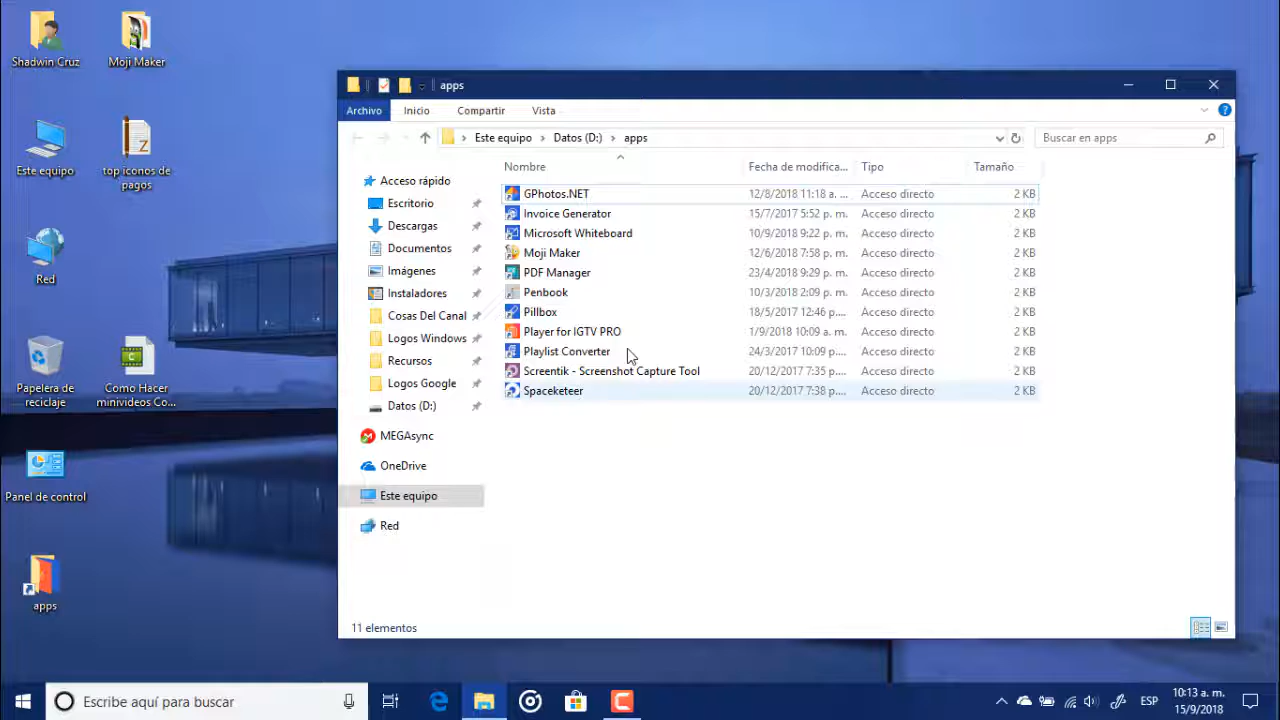 Shadwin Cruz
Moji Maker
Este equipo
top iconos de
pagos
Red
Papelera de
reciclaje
Como Hacer
minivideos Co...
Panel de control
apps
apps
Archivo Inicio Compartir Vista
Este equipo > Datos (D:) > apps
Buscar en apps
Nombre Fecha de modifica... Tipo Tamaño
GPhotos.NET 12/8/2018 11:18 a. ... Acceso directo 2 KB
Invoice Generator 15/7/2017 5:52 p. m. Acceso directo 2 KB
Microsoft Whiteboard 10/9/2018 9:22 p. m. Acceso directo 2 KB
Moji Maker 12/6/2018 7:58 p. m. Acceso directo 2 KB
PDF Manager 23/4/2018 9:29 p. m. Acceso directo 2 KB
Penbook 10/3/2018 2:09 p. m. Acceso directo 2 KB
Pillbox 18/5/2017 12:46 p.... Acceso directo 2 KB
Player for IGTV PRO 1/9/2018 10:09 a. m. Acceso directo 2 KB
Playlist Converter 24/3/2017 10:09 p.... Acceso directo 2 KB
Screentik - Screenshot Capture Tool 20/12/2017 7:35 p.... Acceso directo 2 KB
Spaceketeer 20/12/2017 7:38 p.... Acceso directo 2 KB
Acceso rápido
Escritorio
Descargas
Documentos
Imágenes
Instaladores
Cosas Del Canal
Logos Windows
Recursos
Logos Google
Datos (D:)
MEGAsync
OneDrive
Este equipo
Red
11 elementos
Escribe aquí para buscar
ESP
10:13 a. m.
15/9/2018